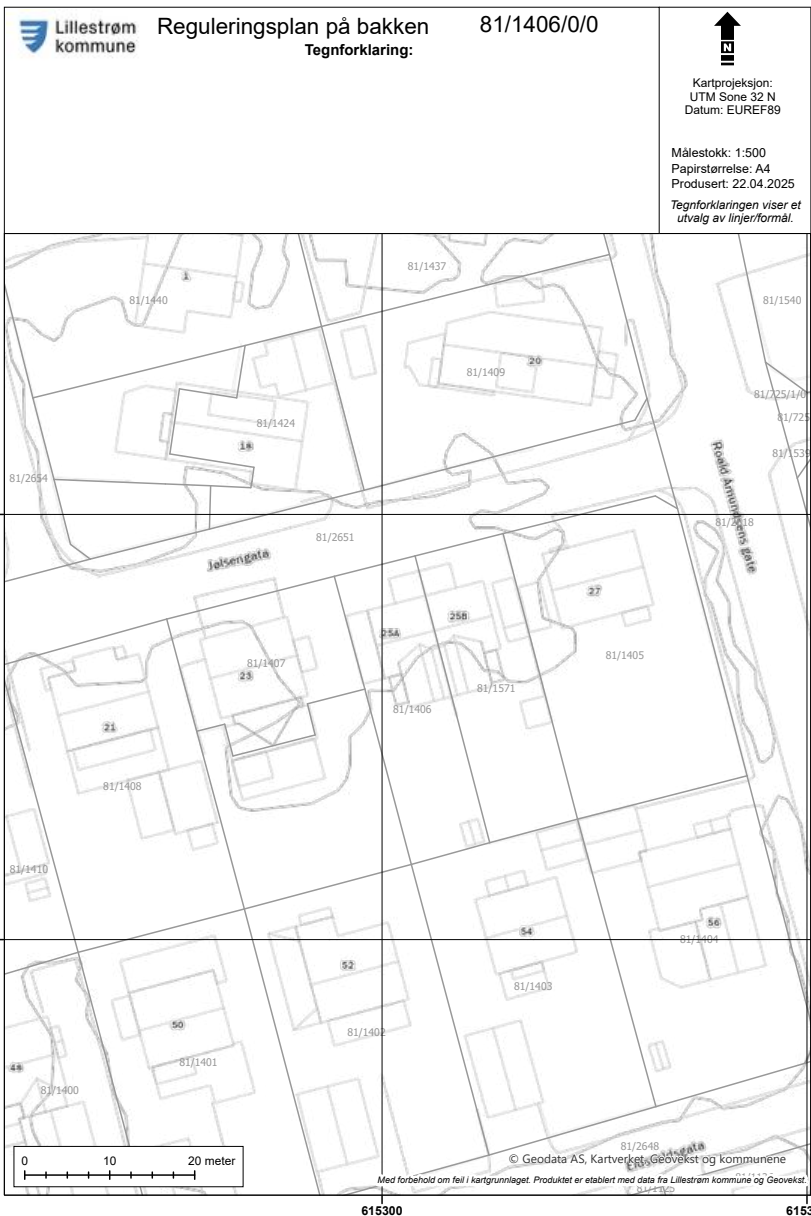 Lillestrøm
kommune
Reguleringsplan på bakken
81/1406/0/0
Tegnforklaring:
N
Kartprojeksjon:
UTM Sone 32 N
Datum: EUREF89
Målestokk: 1:500
Papirstørrelse: A4
Produsert: 22.04.2025
Tegnforklaringen viser et
utvalg av linjer/formål.
1
81/1440
81/1437
81/1540
20
81/1409
81/725/1/0
81/725
81/1424
18
81/1539
81/2654
Roald Amundsens gate
81/2651
Jølsengata
27
25B
25A
81/1407
23
81/1405
81/1571
81/1406
21
81/1408
81/1410
54
56
81/1404
52
81/1403
50
81/1402
81/1401
48
81/1400
0 10 20 meter
81/2648
Eidsvoldsgata
© Geodata AS, Kartverket, Geovekst og kommunene
Med forbehold om feil i kartgrunnlaget. Produktet er etablert med data fra Lillestrøm kommune og Geovekst.
615300